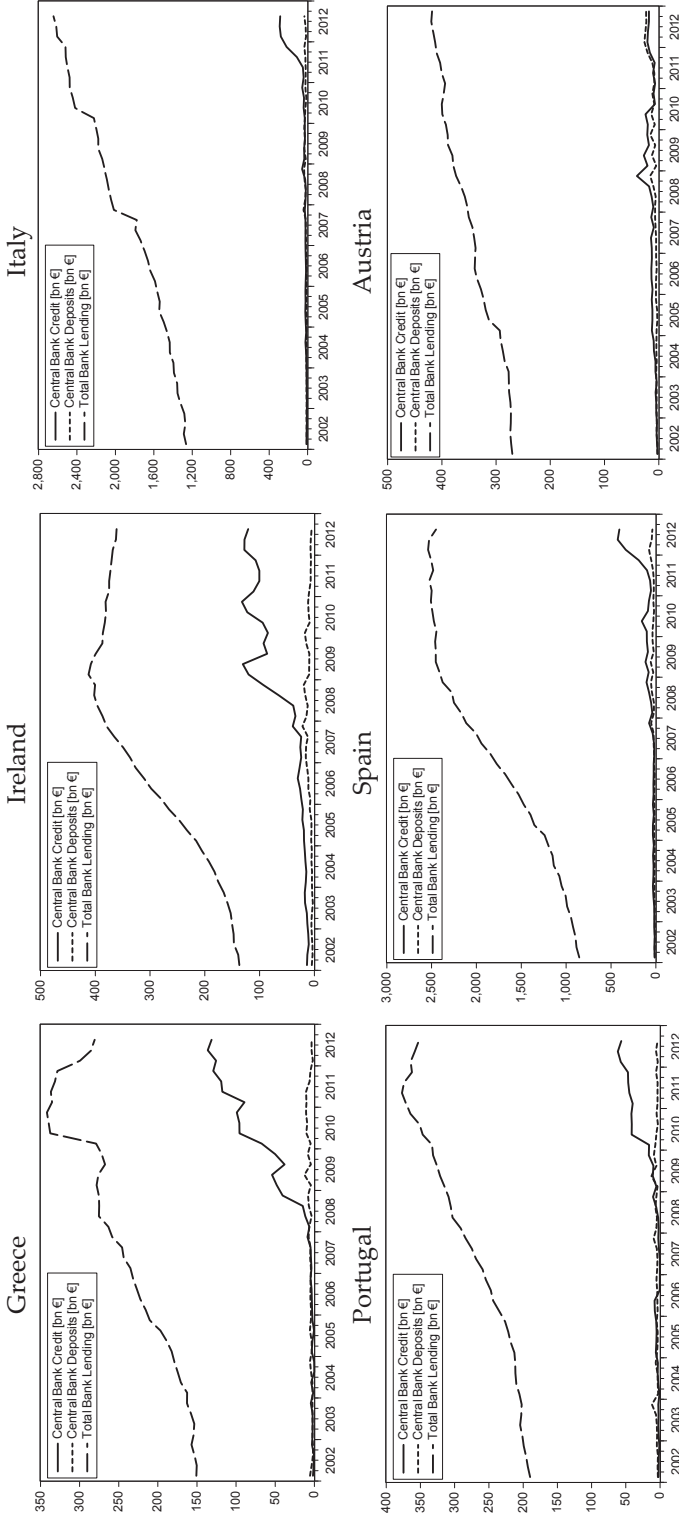 Greece
Central Bank Credit [bn €]
Central Bank Deposits [bn €]
Total Bank Lending [bn €]
350
300
250
200
150
100
50
0
2002 2003 2004 2005 2006 2007 2008 2009 2010 2011 2012
Ireland
Central Bank Credit [bn €]
Central Bank Deposits [bn €]
Total Bank Lending [bn €]
500
400
300
200
100
0
2002 2003 2004 2005 2006 2007 2008 2009 2010 2011 2012
Italy
Central Bank Credit [bn €]
Central Bank Deposits [bn €]
Total Bank Lending [bn €]
2,800
2,400
2,000
1,600
1,200
800
400
0
2002 2003 2004 2005 2006 2007 2008 2009 2010 2011 2012
Portugal
Central Bank Credit [bn €]
Central Bank Deposits [bn €]
Total Bank Lending [bn €]
400
300
200
100
0
2002 2003 2004 2005 2006 2007 2008 2009 2010 2011 2012
Spain
Central Bank Credit [bn €]
Central Bank Deposits [bn €]
Total Bank Lending [bn €]
3,000
2,500
2,000
1,500
1,000
500
0
2002 2003 2004 2005 2006 2007 2008 2009 2010 2011 2012
Austria
Central Bank Credit [bn €]
Central Bank Deposits [bn €]
Total Bank Lending [bn €]
500
400
300
200
100
0
2002 2003 2004 2005 2006 2007 2008 2009 2010 2011 2012